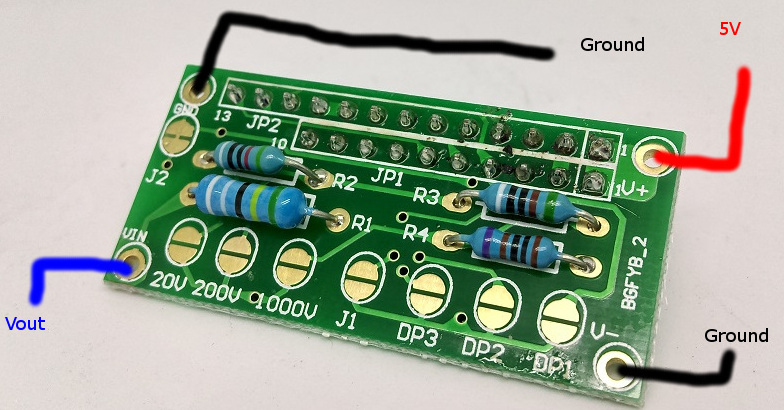 5V
Ground
GND
13
JP2
10
1
J2
R2
JP1
1
V+
R3
R1
R4
VIN
20V
200V
1000V
J1
DP3
DP2
DP1
V-
BGFYB_2
Vout
Ground